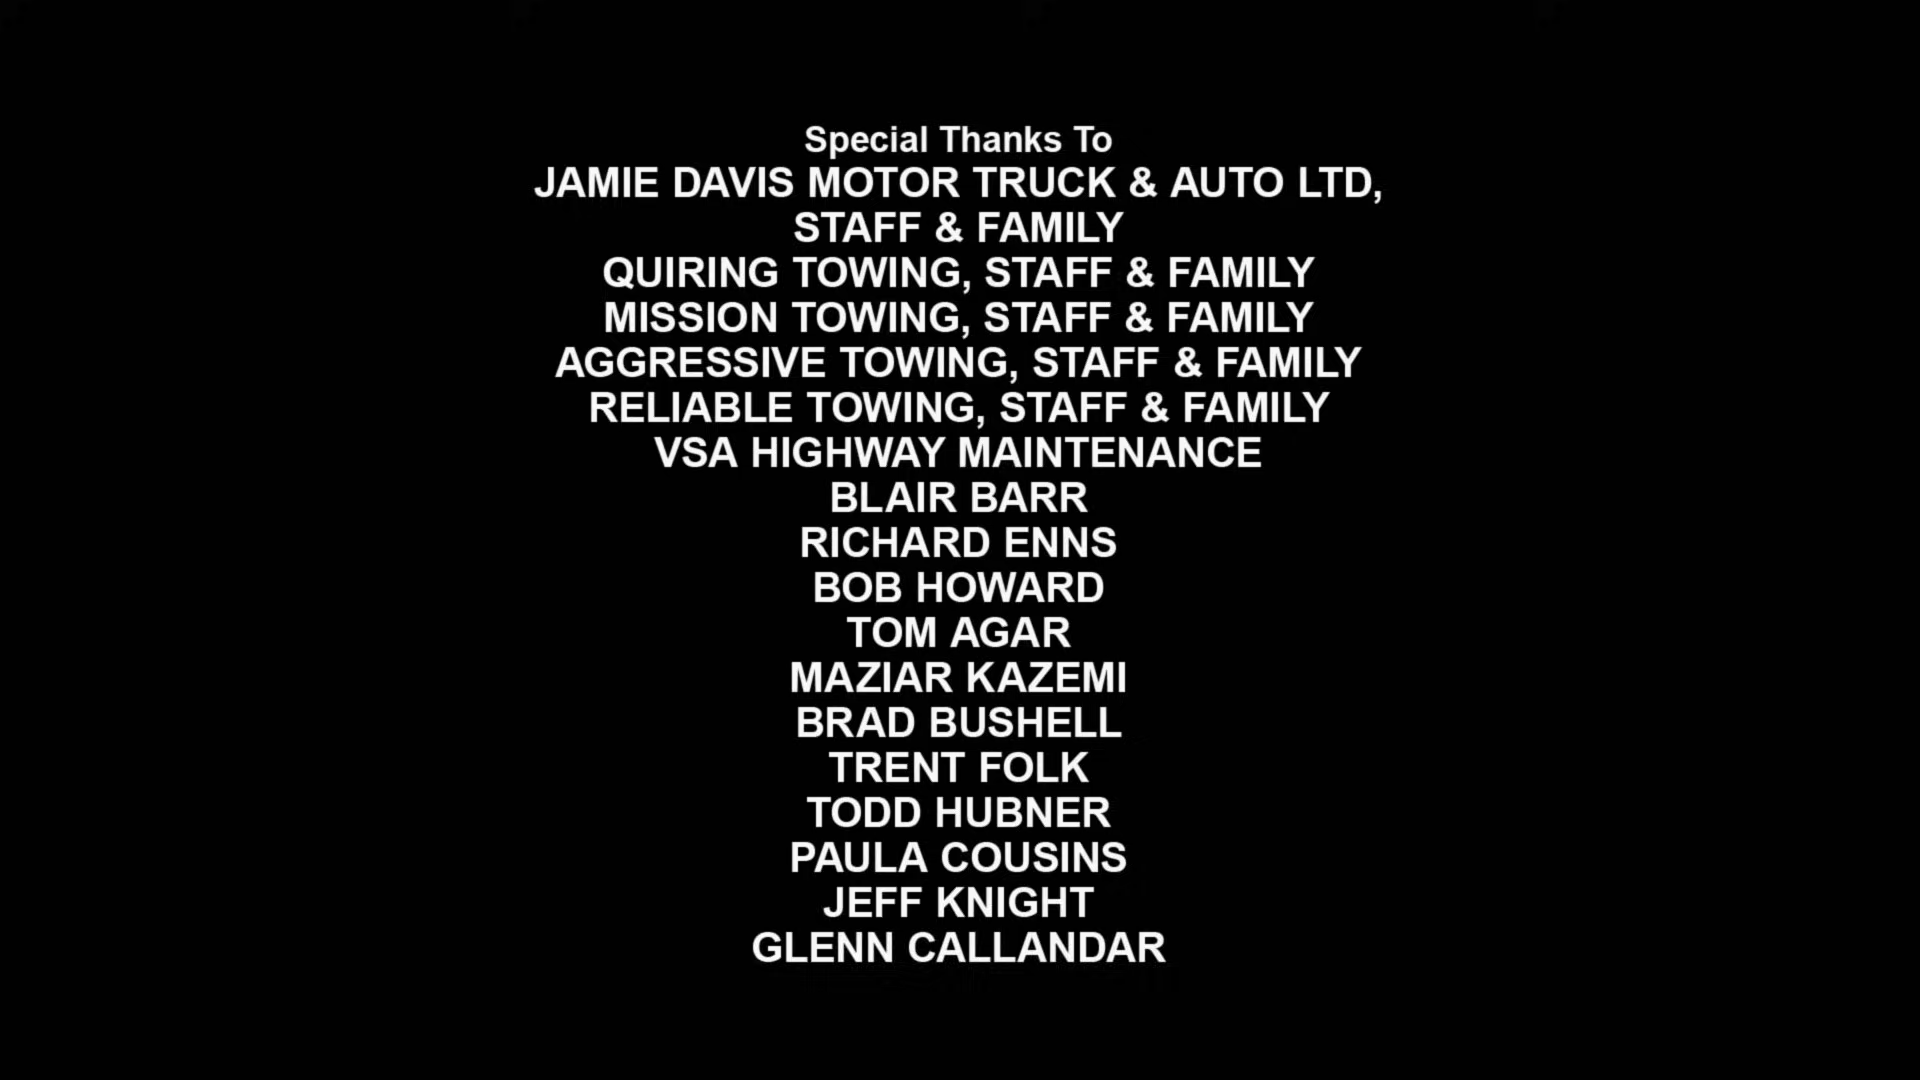 Special Thanks To
JAMIE DAVIS MOTOR TRUCK & AUTO LTD,
STAFF & FAMILY
QUIRING TOWING, STAFF & FAMILY
MISSION TOWING, STAFF & FAMILY
AGGRESSIVE TOWING, STAFF & FAMILY
RELIABLE TOWING, STAFF & FAMILY
VSA HIGHWAY MAINTENANCE
BLAIR BARR
RICHARD ENNS
BOB HOWARD
TOM AGAR
MAZIAR KAZEMI
BRAD BUSHELL
TRENT FOLK
TODD HUBNER
PAULA COUSINS
JEFF KNIGHT
GLENN CALLANDAR